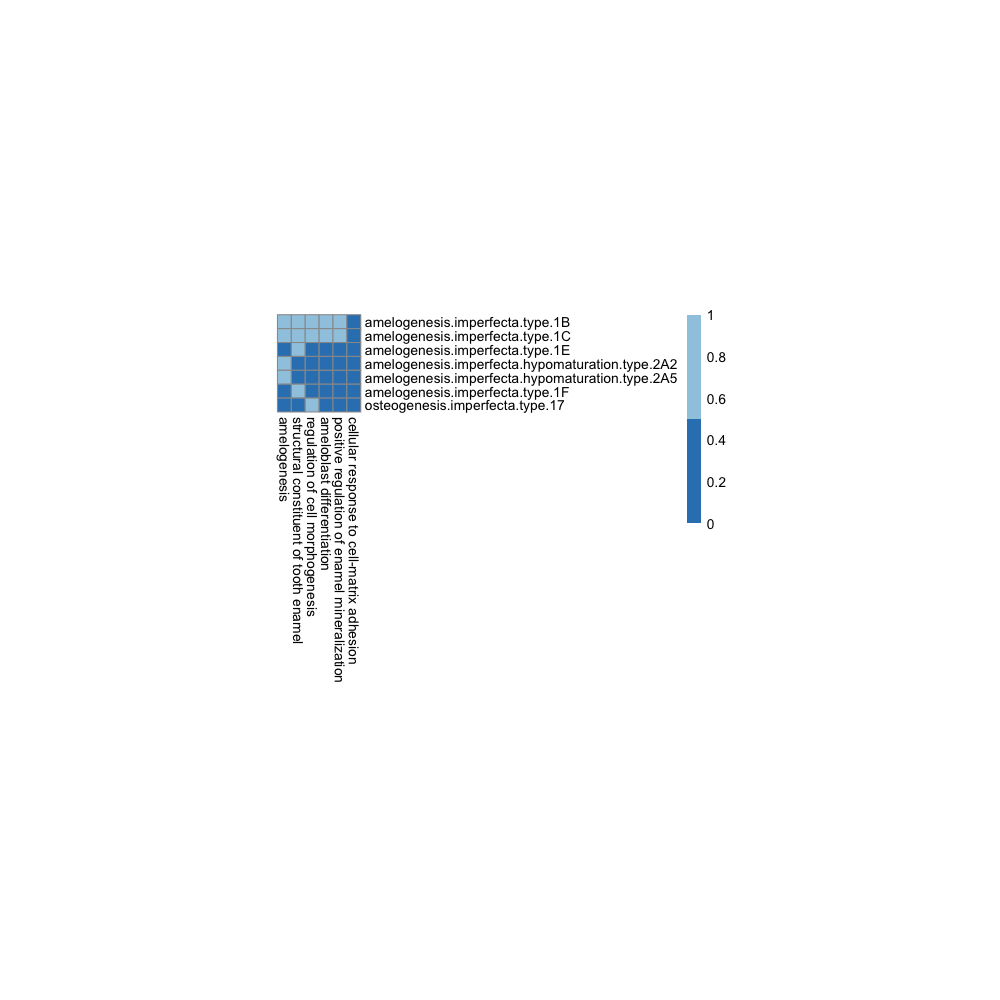 amelogenesis.imperfecta.type.1B
amelogenesis.imperfecta.type.1C
amelogenesis.imperfecta.type.1E
amelogenesis.imperfecta.hypomaturation.type.2A2
amelogenesis.imperfecta.hypomaturation.type.2A5
amelogenesis.imperfecta.type.1F
osteogenesis.imperfecta.type.17
amelogenesis
structural constituent of tooth enamel
regulation of cell morphogenesis
ameloblast differentiation
positive regulation of enamel mineralization
cellular response to cell-matrix adhesion
1
0.8
0.6
0.4
0.2
0